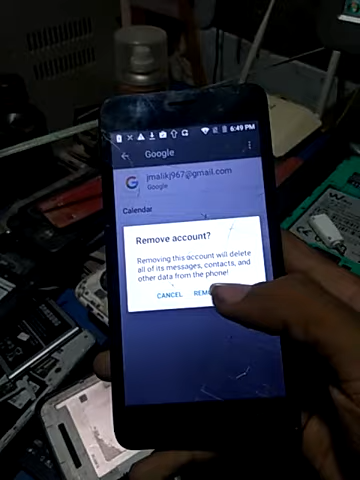 6:49 PM
Google
jmalikj967@gmail.com
Google
Calendar
Remove account?
Removing this account will delete
all of its messages, contacts, and
other data from the phone!
CANCEL